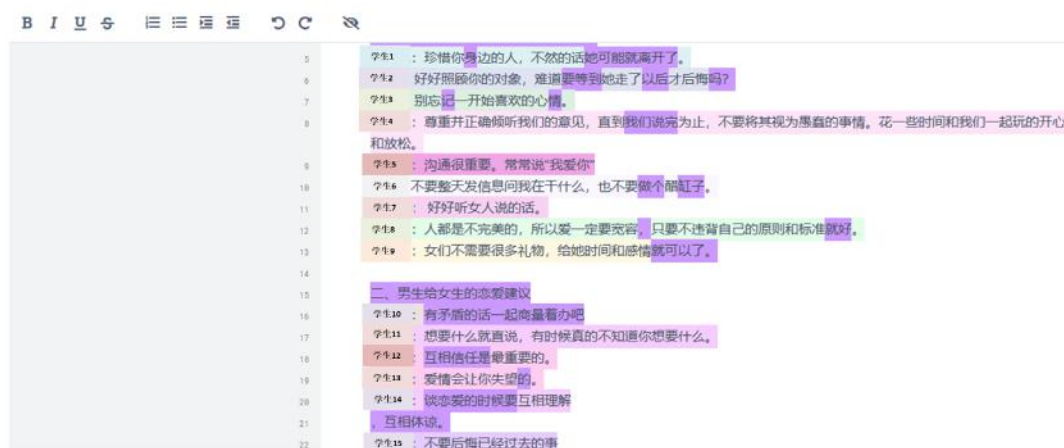 B I U S
5 学生1 ：珍惜你身边的人，不然的话她可能就离开了。
6 学生2 好好照顾你的对象，难道要等到她走了以后才后悔吗？
7 学生3 别忘记一开始喜欢的心情。
8 学生4 ：尊重并正确倾听我们的意见，直到我们说完为止，不要将其视为愚蠢的事情。花一些时间和我们一起玩的开心
和放松。
9 学生5 ：沟通很重要。常常说"我爱你"
10 学生6 不要整天发信息问我在干什么，也不要做个醋缸子。
11 学生7 ： 好好听女人说的话。
12 学生8 ：人都是不完美的，所以爱一定要宽容，只要不违背自己的原则和标准就好。
13 学生9 ：女们不需要很多礼物，给她时间和感情就可以了。
14
15 二、男生给女生的恋爱建议
16 学生10 ：有矛盾的话一起商量着办吧
17 学生11 ：想要什么就直说，有时候真的不知道你想要什么。
18 学生12 ：互相信任是最重要的。
19 学生13 ：爱情会让你失望的。
20 学生14 ：谈恋爱的时候要互相理解
21 ，互相体谅。
22 学生15 ：不要后悔已经过去的事